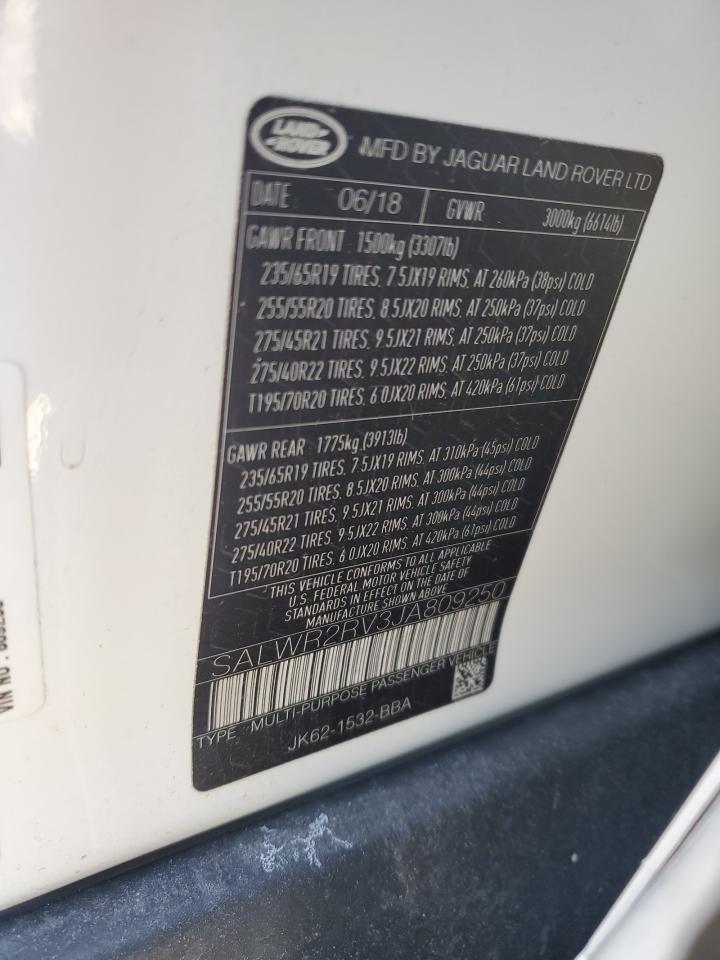 LAND
ROVER
MFD BY JAGUAR LAND ROVER LTD
DATE 06/18 GVWR 3000kg (6614lb)
GAWR FRONT 1500kg (3307lb)
235/65R19 TIRES, 7.5JX19 RIMS, AT 260kPa (38psi) COLD
255/55R20 TIRES, 8.5JX20 RIMS, AT 250kPa (37psi) COLD
275/45R21 TIRES, 9.5JX21 RIMS, AT 250kPa (37psi) COLD
275/40R22 TIRES, 9.5JX22 RIMS, AT 250kPa (37psi) COLD
T195/70R20 TIRES, 6.0JX20 RIMS, AT 420kPa (61psi) COLD
GAWR REAR 1775kg (3913lb)
235/65R19 TIRES, 7.5JX19 RIMS, AT 310kPa (45psi) COLD
255/55R20 TIRES, 8.5JX20 RIMS, AT 300kPa (44psi) COLD
275/45R21 TIRES, 9.5JX21 RIMS, AT 300kPa (44psi) COLD
275/40R22 TIRES, 9.5JX22 RIMS, AT 300kPa (44psi) COLD
T195/70R20 TIRES, 6.0JX20 RIMS, AT 420kPa (61psi) COLD
THIS VEHICLE CONFORMS TO ALL APPLICABLE
U.S. FEDERAL MOTOR VEHICLE SAFETY
STANDARDS IN EFFECT ON THE DATE OF
MANUFACTURE SHOWN ABOVE
SALWR2RV3JA809250
TYPE MULTI-PURPOSE PASSENGER VEHICLE
JK62-1532-BBA
VIN NO :